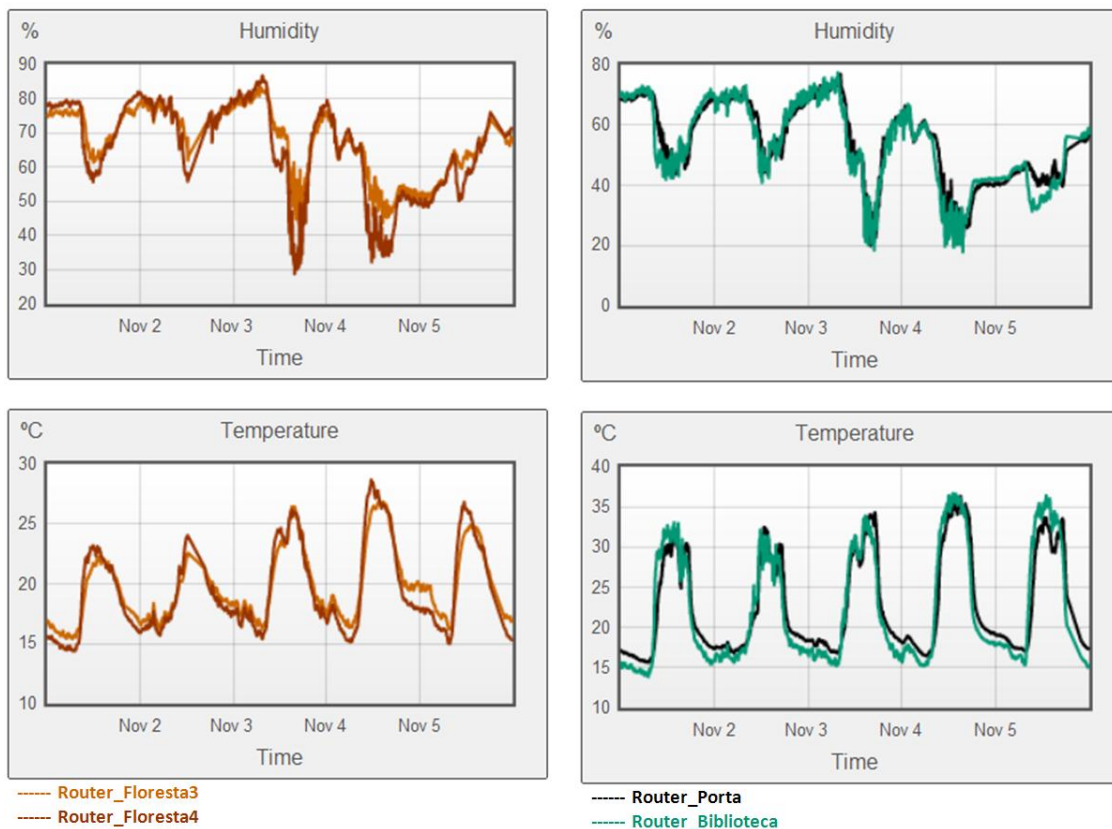 % Humidity
90
80
70
60
50
40
30
20
Nov 2 Nov 3 Nov 4 Nov 5
Time
% Humidity
80
60
40
20
0
Nov 2 Nov 3 Nov 4 Nov 5
Time
ºC Temperature
30
25
20
15
10
Nov 2 Nov 3 Nov 4 Nov 5
Time
ºC Temperature
40
35
30
25
20
15
10
Nov 2 Nov 3 Nov 4 Nov 5
Time
------ Router_Floresta3
------ Router_Floresta4
------ Router_Porta
------ Router_Biblioteca